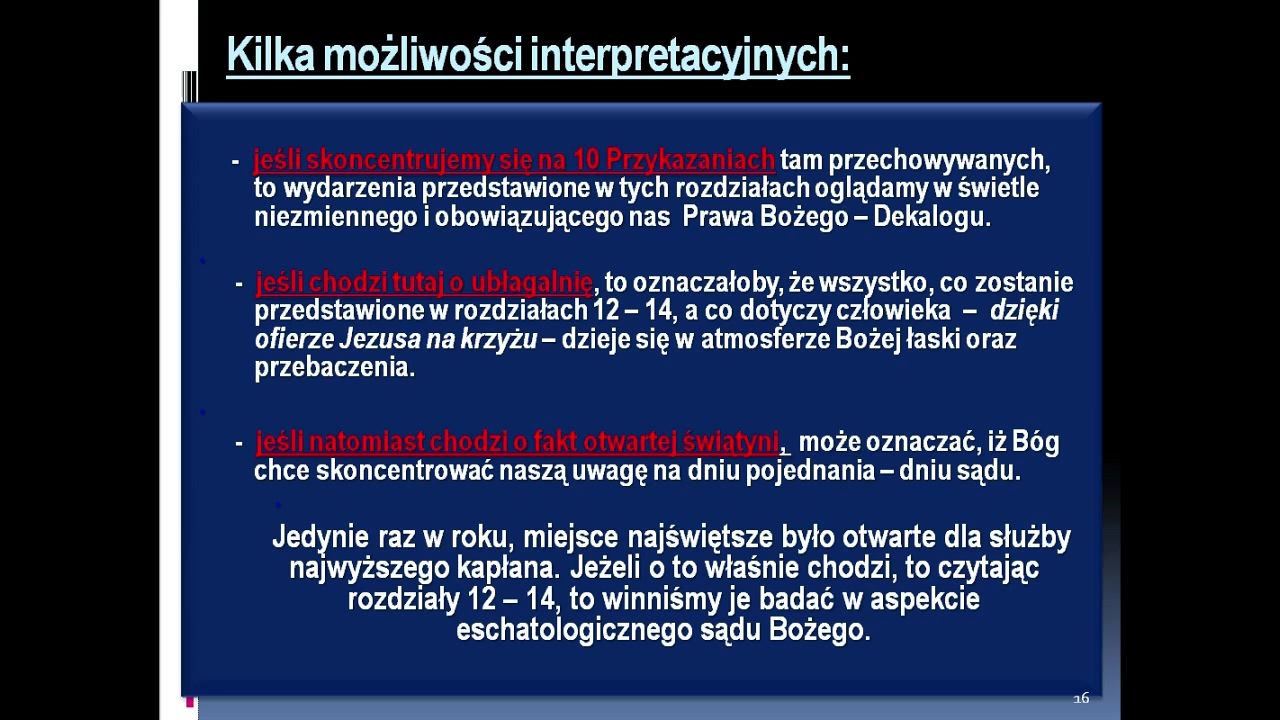 Kilka możliwości interpretacyjnych:
- jeśli skoncentrujemy się na 10 Przykazaniach tam przechowywanych,
to wydarzenia przedstawione w tych rozdziałach oglądamy w świetle
niezmiennego i obowiązującego nas Prawa Bożego – Dekalogu.
- jeśli chodzi tutaj o ubłagalnię, to oznaczałoby, że wszystko, co zostanie
przedstawione w rozdziałach 12 – 14, a co dotyczy człowieka – dzięki
ofierze Jezusa na krzyżu – dzieje się w atmosferze Bożej łaski oraz
przebaczenia.
- jeśli natomiast chodzi o fakt otwartej świątyni, może oznaczać, iż Bóg
chce skoncentrować naszą uwagę na dniu pojednania – dniu sądu.
Jedynie raz w roku, miejsce najświętsze było otwarte dla służby
najwyższego kapłana. Jeżeli o to właśnie chodzi, to czytając
rozdziały 12 – 14, to winniśmy je badać w aspekcie
eschatologicznego sądu Bożego.
16